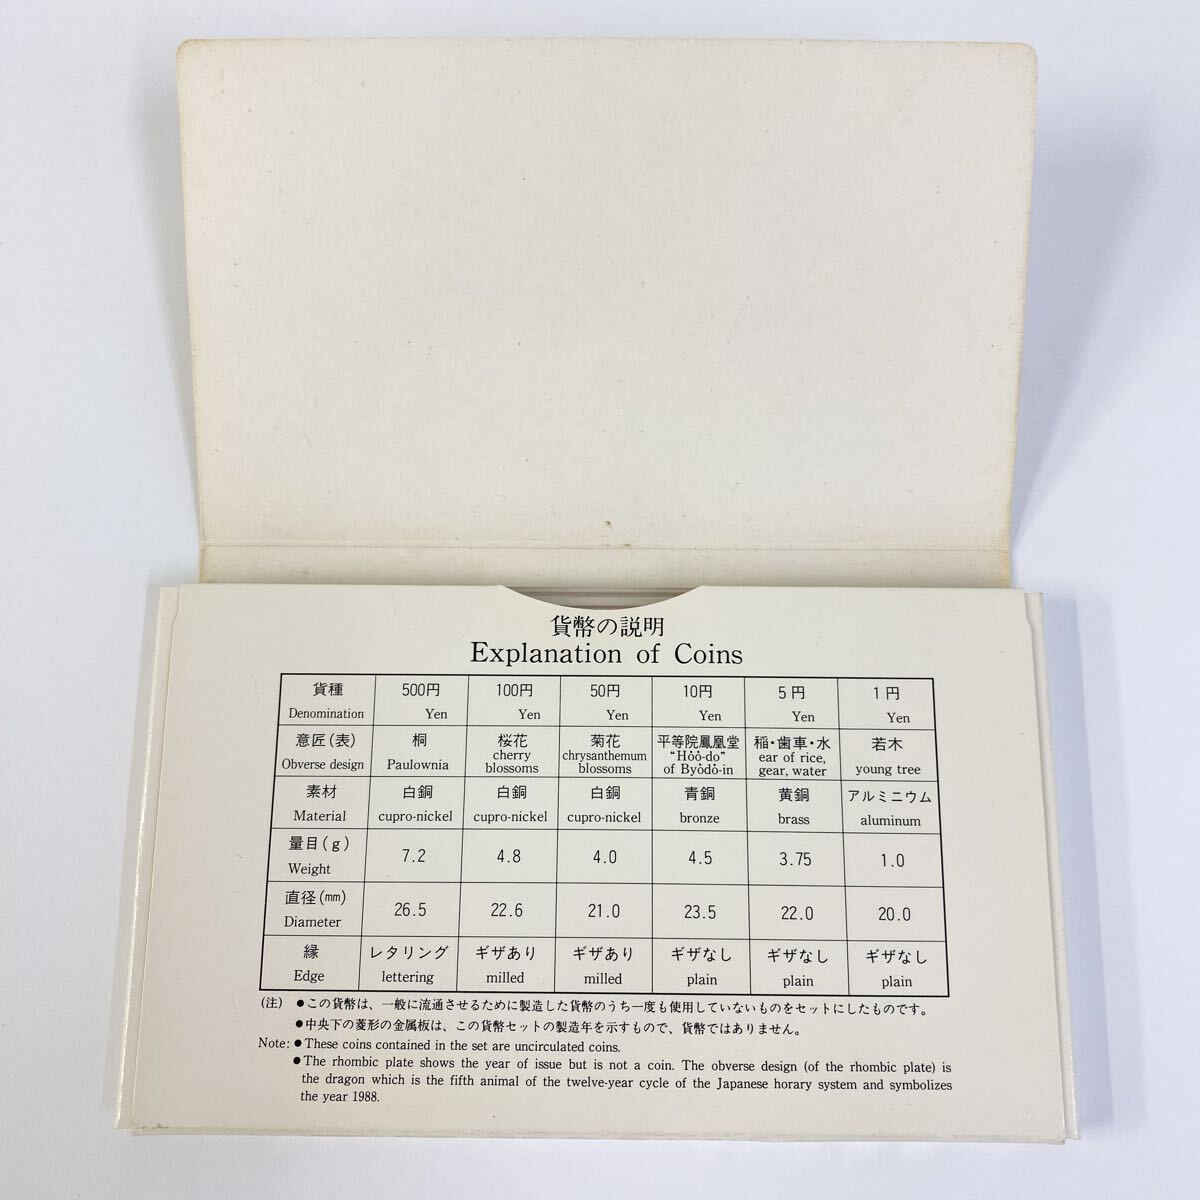 貨幣の説明
Explanation of Coins
貨種 500円 100円 50円 10円 5円 1円
Denomination Yen Yen Yen Yen Yen Yen
意匠(表) 桐 桜花 菊花 平等院鳳凰堂 稲・歯車・水 若木
Obverse design Paulownia cherry blossoms chrysanthemum blossoms "Hȯȯ-do" of Byȯdȯ-in ear of rice, gear, water young tree
素材 白銅 白銅 白銅 青銅 黄銅 アルミニウム
Material cupro-nickel cupro-nickel cupro-nickel bronze brass aluminum
量目(g) 7.2 4.8 4.0 4.5 3.75 1.0
Weight
直径(mm) 26.5 22.6 21.0 23.5 22.0 20.0
Diameter
縁 レタリング ギザあり ギザあり ギザなし ギザなし ギザなし
Edge lettering milled milled plain plain plain
(注) ●この貨幣は、一般に流通させるために製造した貨幣のうち一度も使用していないものをセットにしたものです。
●中央下の菱形の金属板は、この貨幣セットの製造年を示すもので、貨幣ではありません。
Note: ●These coins contained in the set are uncirculated coins.
●The rhombic plate shows the year of issue but is not a coin. The obverse design (of the rhombic plate) is
the dragon which is the fifth animal of the twelve-year cycle of the Japanese horary system and symbolizes
the year 1988.